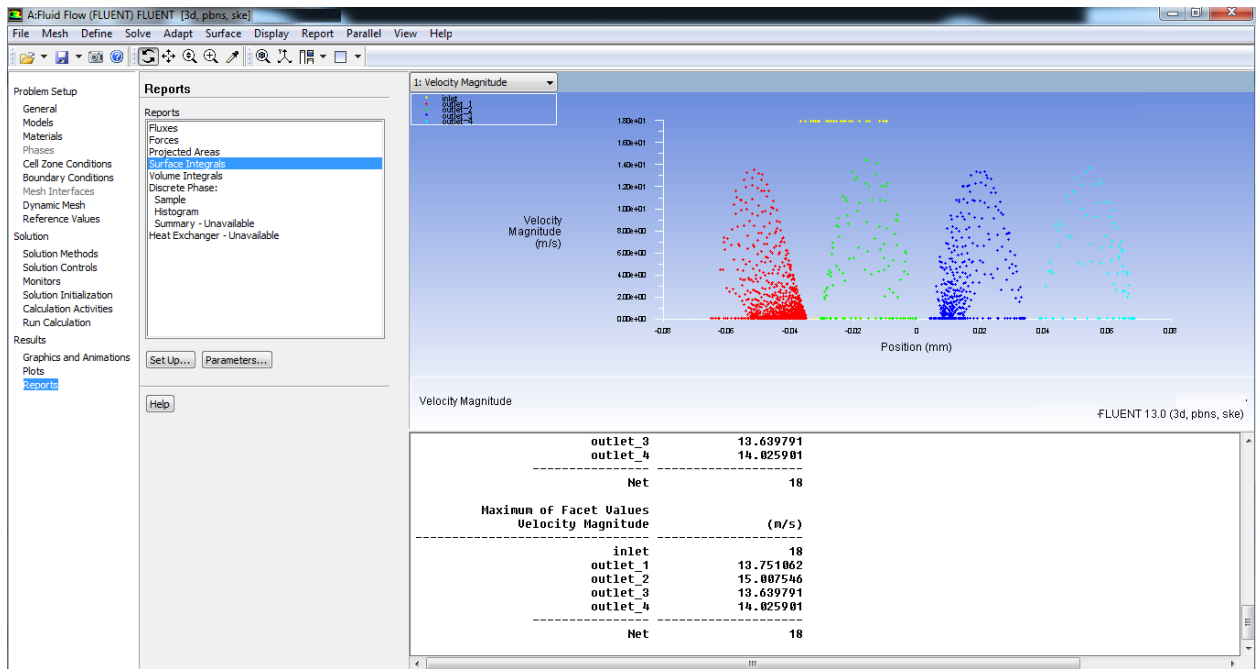 A:Fluid Flow (FLUENT) FLUENT [3d, pbns, ske]
File Mesh Define Solve Adapt Surface Display Report Parallel View Help
Problem Setup
General
Models
Materials
Phases
Cell Zone Conditions
Boundary Conditions
Mesh Interfaces
Dynamic Mesh
Reference Values
Solution
Solution Methods
Solution Controls
Monitors
Solution Initialization
Calculation Activities
Run Calculation
Results
Graphics and Animations
Plots
Reports
Reports
Reports
Fluxes
Forces
Projected Areas
Surface Integrals
Volume Integrals
Discrete Phase:
Sample
Histogram
Summary - Unavailable
Heat Exchanger - Unavailable
Set Up... Parameters...
Help
1: Velocity Magnitude
inlet
outlet_1
1.80e+01
1.60e+01
1.40e+01
1.20e+01
1.00e+01
8.00e+00
6.00e+00
4.00e+00
2.00e+00
0.00e+00
Velocity
Magnitude
(m/s)
-0.08 -0.06 -0.04 -0.02 0 0.02 0.04 0.06 0.08
Position (mm)
Velocity Magnitude
FLUENT 13.0 (3d, pbns, ske)
outlet_3 13.639791
outlet_4 14.025901
---------------- --------------------
Net 18
Maximum of Facet Values
Velocity Magnitude (m/s)
-------------------------------- --------------------
inlet 18
outlet_1 13.751062
outlet_2 15.007546
outlet_3 13.639791
outlet_4 14.025901
---------------- --------------------
Net 18